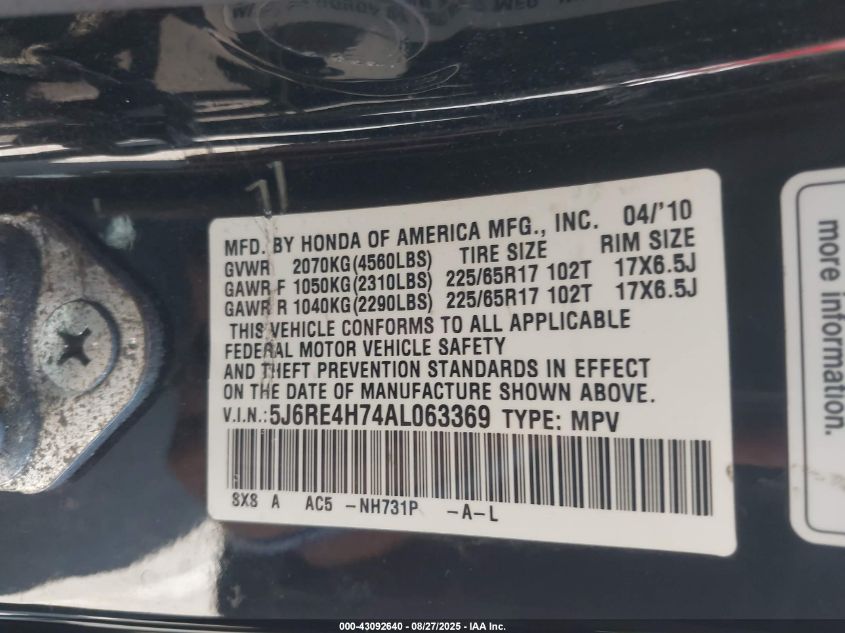 MFD. BY HONDA OF AMERICA MFG., INC. 04/'10
GVWR 2070KG(4560LBS) TIRE SIZE RIM SIZE
GAWR F 1050KG(2310LBS) 225/65R17 102T 17X6.5J
GAWR R 1040KG(2290LBS) 225/65R17 102T 17X6.5J
THIS VEHICLE CONFORMS TO ALL APPLICABLE
FEDERAL MOTOR VEHICLE SAFETY
AND THEFT PREVENTION STANDARDS IN EFFECT
ON THE DATE OF MANUFACTURE SHOWN ABOVE.
V.I.N.: 5J6RE4H74AL063369 TYPE: MPV
SXS A AC5 -NH731P -A-L
more information.
000-43092640 - 08/27/2025 - IAA Inc.